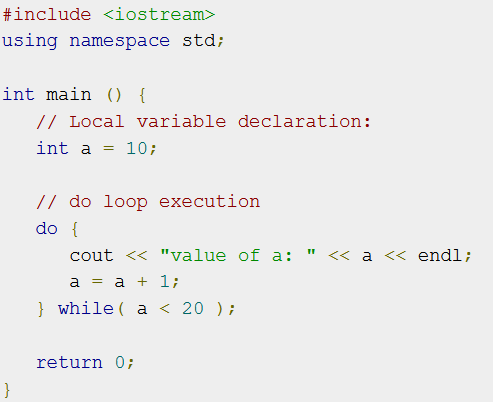 #include <iostream>
using namespace std;
int main () {
// Local variable declaration:
int a = 10;
// do loop execution
do {
cout << "value of a: " << a << endl;
a = a + 1;
} while( a < 20 );
return 0;
}